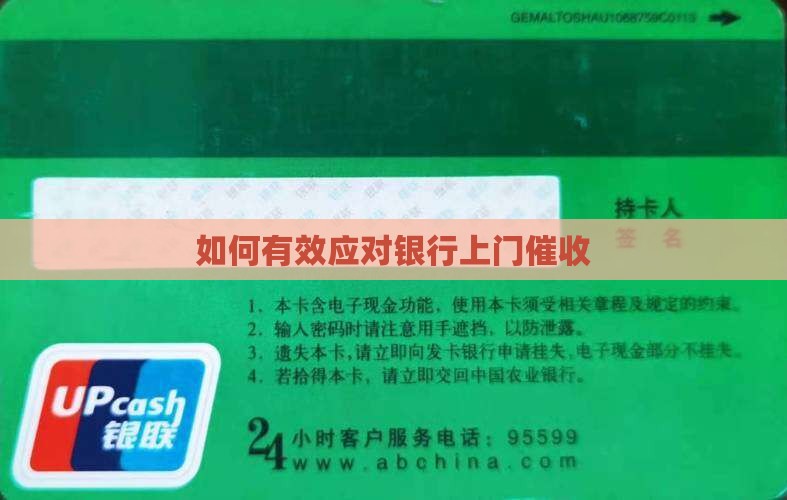 GEMALTOSHAU1068759C0119
持卡人
签 名
如何有效应对银行上门催收
1、本卡含电子现金功能，使用本卡须受相关章程及规定的约束。
2、输入密码时请注意用手遮挡，以防泄露。
3、遗失本卡,请立即向发卡银行申请挂失,电子现金部分不挂失。
4、若拾得本卡，请立即交回中国农业银行。
UPcash
银联
24小时客户服务电话：95599
www.abchina.com